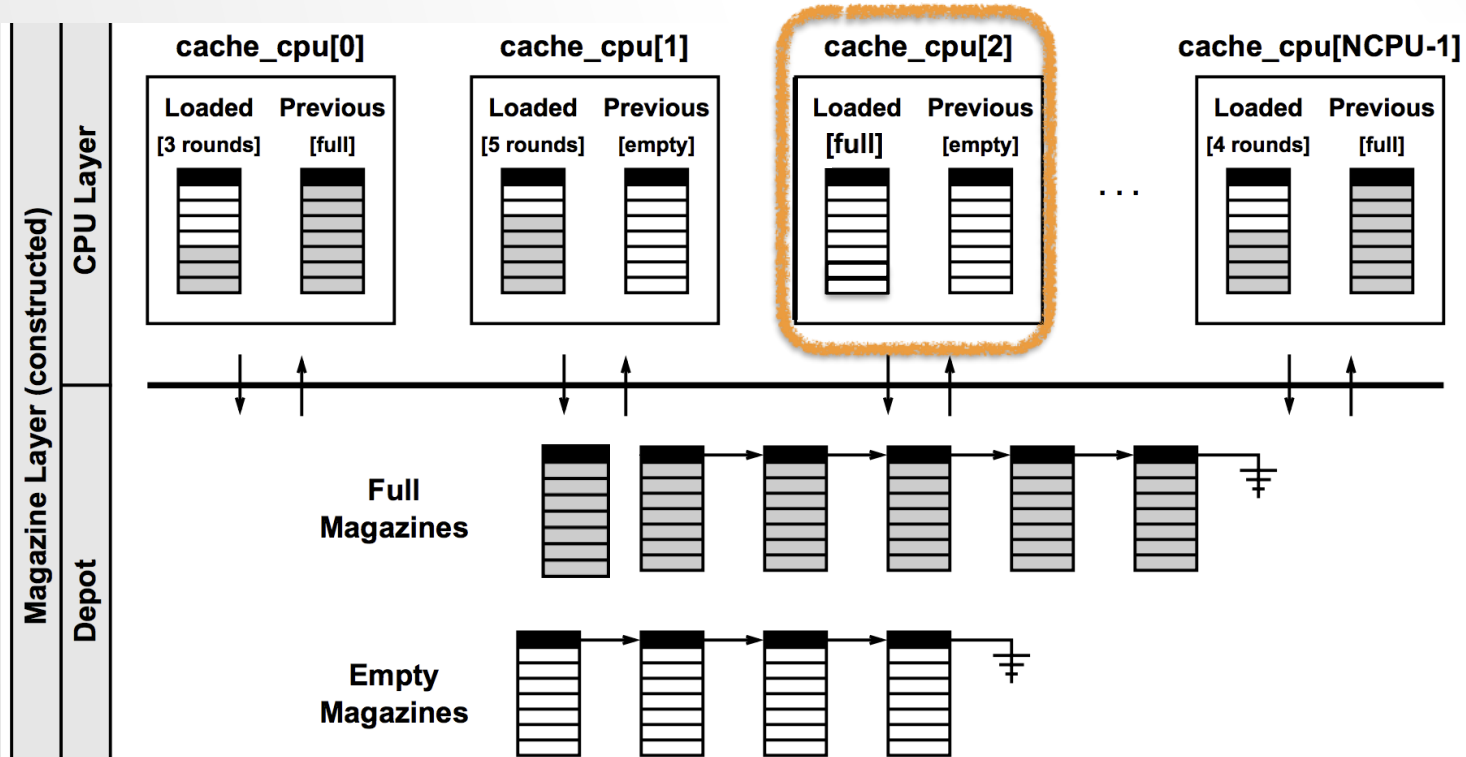 Magazine Layer (constructed)
CPU Layer
Depot
cache_cpu[0]
Loaded Previous
[3 rounds] [full]
cache_cpu[1]
Loaded Previous
[5 rounds] [empty]
cache_cpu[2]
Loaded Previous
[full] [empty]
. . .
cache_cpu[NCPU-1]
Loaded Previous
[4 rounds] [full]
Full
Magazines
Empty
Magazines